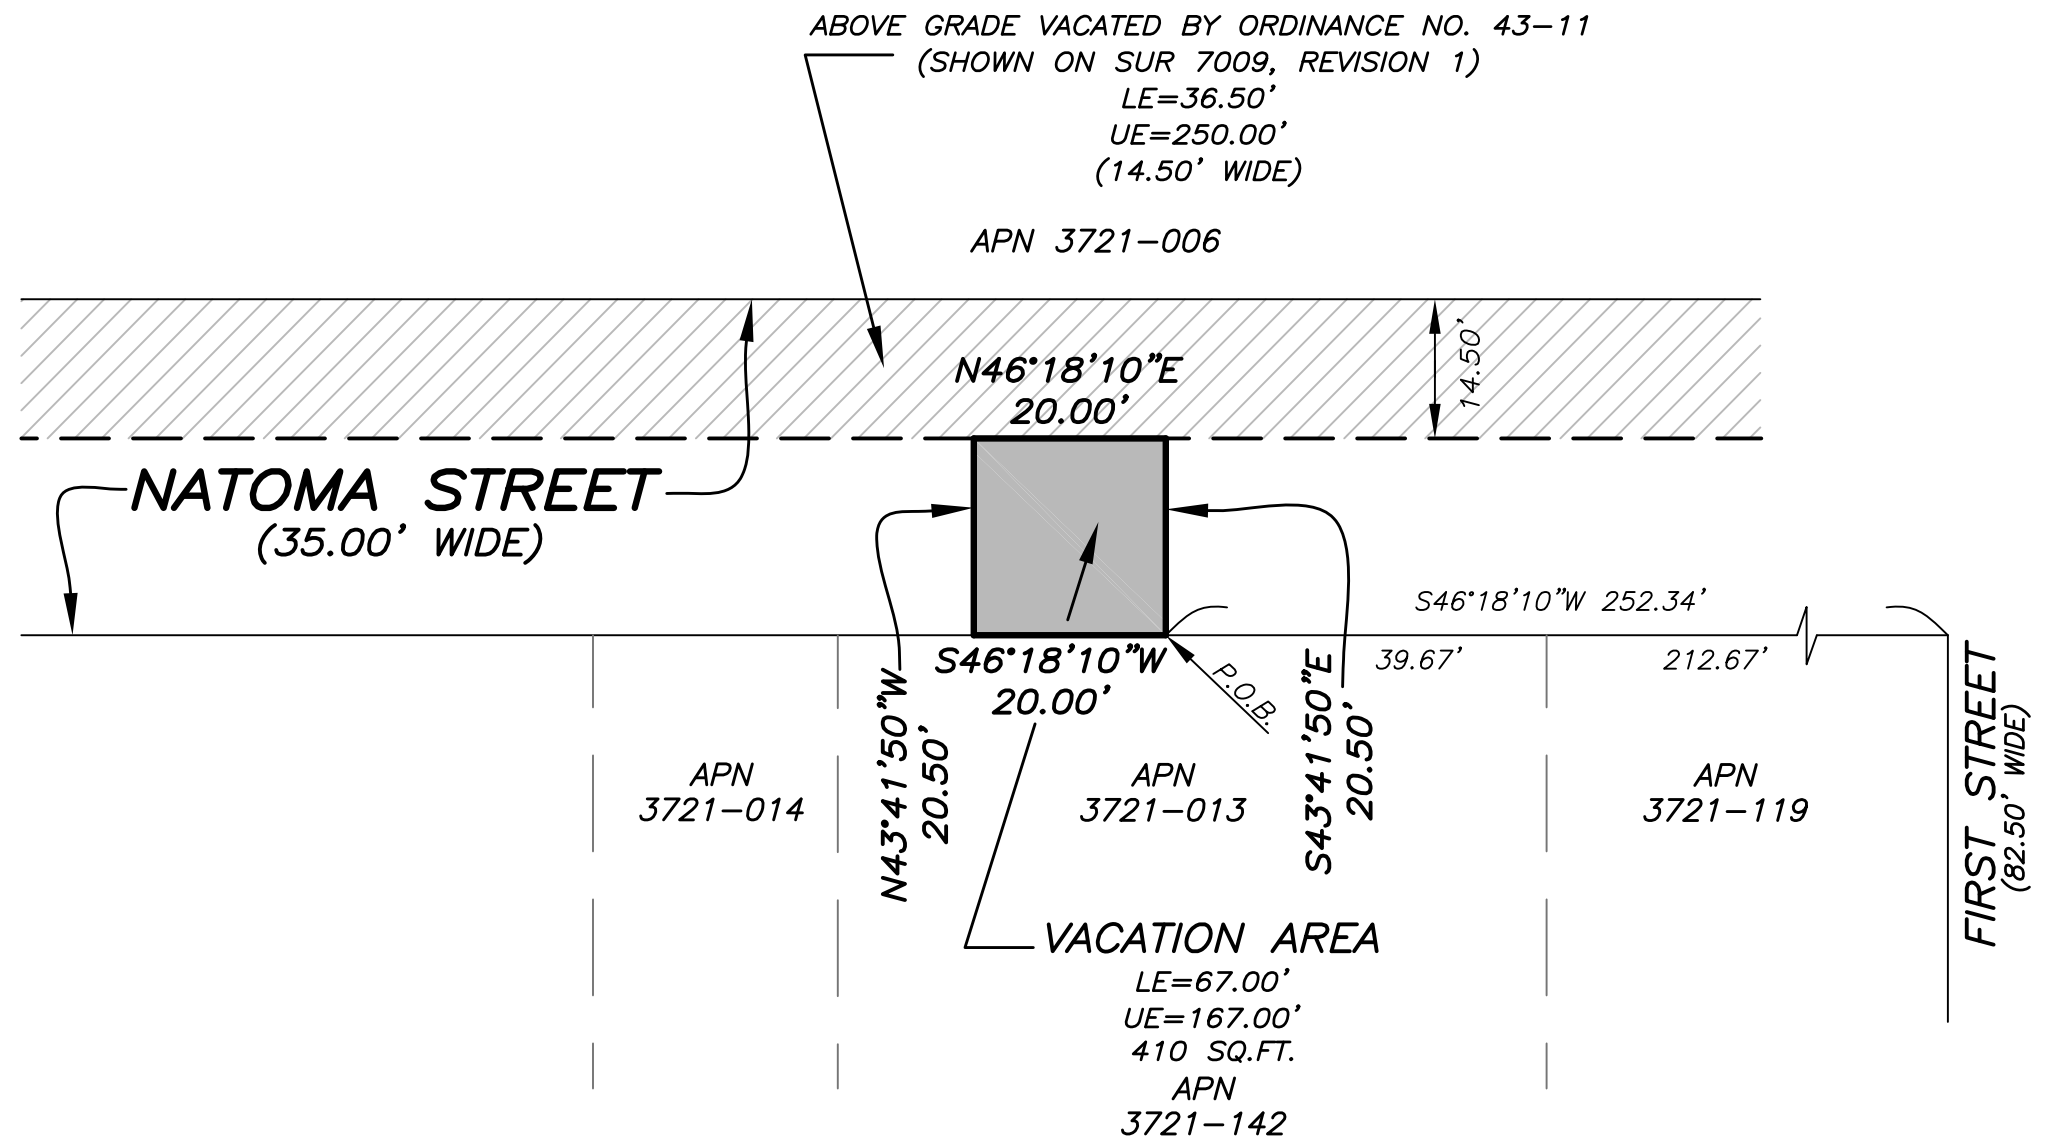 ABOVE GRADE VACATED BY ORDINANCE NO. 43-11
(SHOWN ON SUR 7009, REVISION 1)
LE=36.50'
UE=250.00'
(14.50' WIDE)
APN 3721-006
14.50'
N46°18'10"E
20.00'
NATOMA STREET
(35.00' WIDE)
S46°18'10"W 252.34'
39.67'
212.67'
S46°18'10"W
20.00'
P.O.B.
N43°41'50"W
20.50'
S43°41'50"E
20.50'
FIRST STREET
(82.50' WIDE)
APN
3721-014
APN
3721-013
APN
3721-119
VACATION AREA
LE=67.00'
UE=167.00'
410 SQ.FT.
APN
3721-142